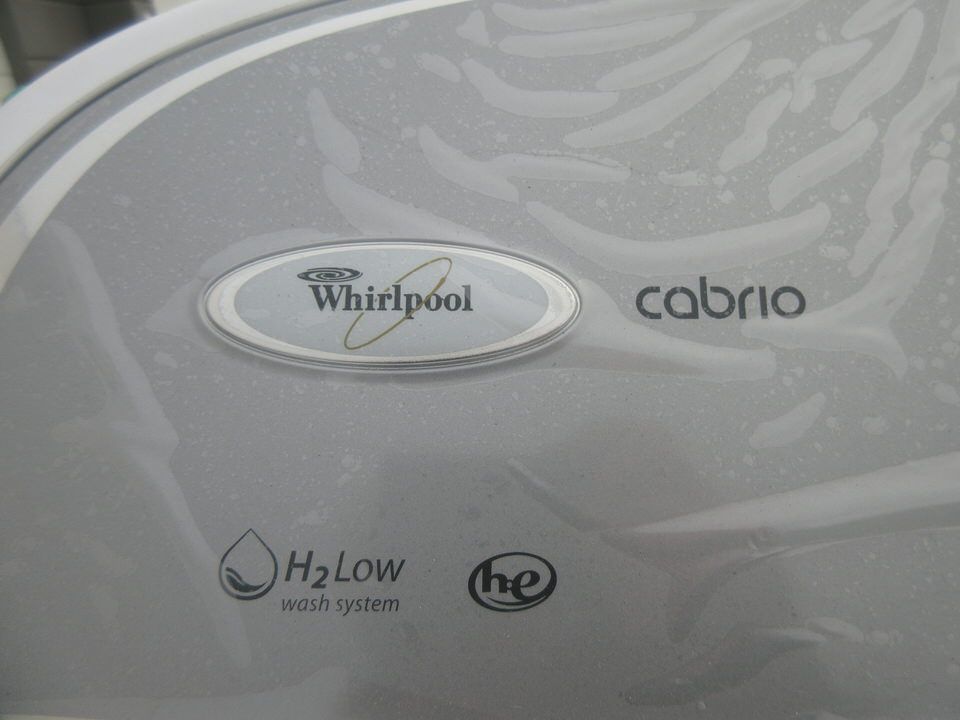 Whirlpool
cabrio
H2Low
wash system
he